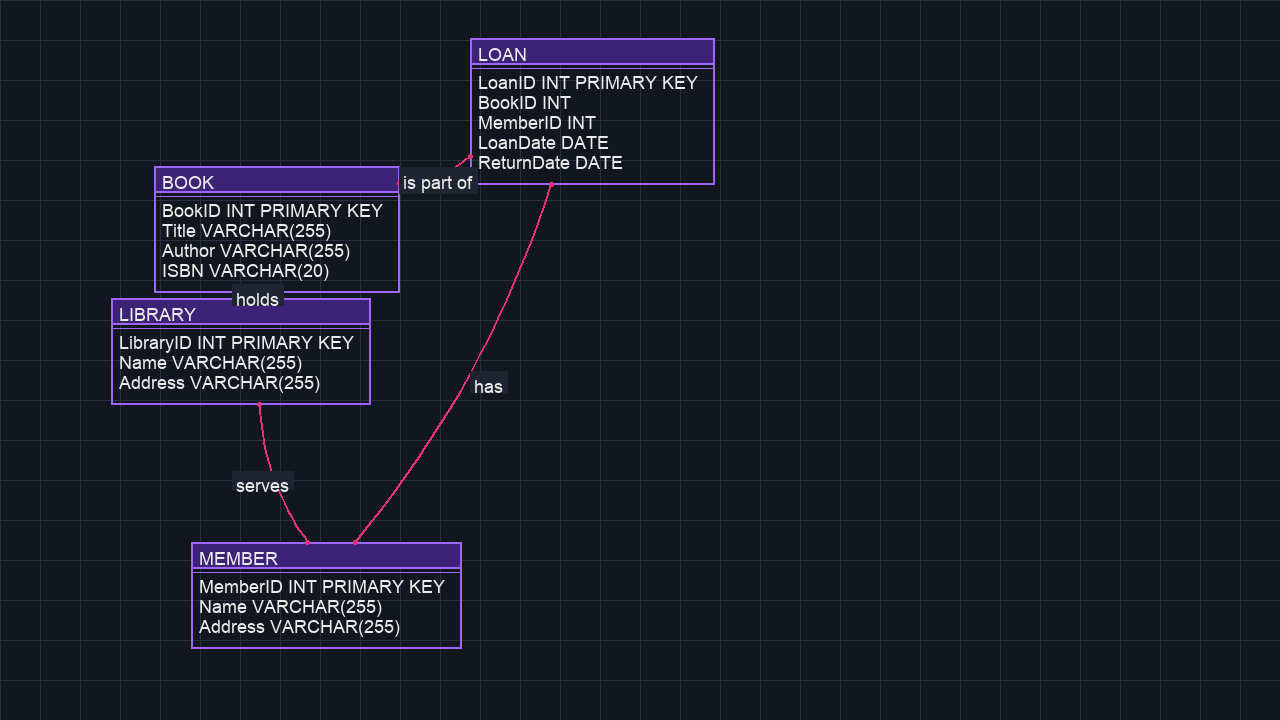 LOAN
LoanID INT PRIMARY KEY
BookID INT
MemberID INT
LoanDate DATE
ReturnDate DATE
is part of
BOOK
BookID INT PRIMARY KEY
Title VARCHAR(255)
Author VARCHAR(255)
ISBN VARCHAR(20)
holds
LIBRARY
LibraryID INT PRIMARY KEY
Name VARCHAR(255)
Address VARCHAR(255)
has
serves
MEMBER
MemberID INT PRIMARY KEY
Name VARCHAR(255)
Address VARCHAR(255)